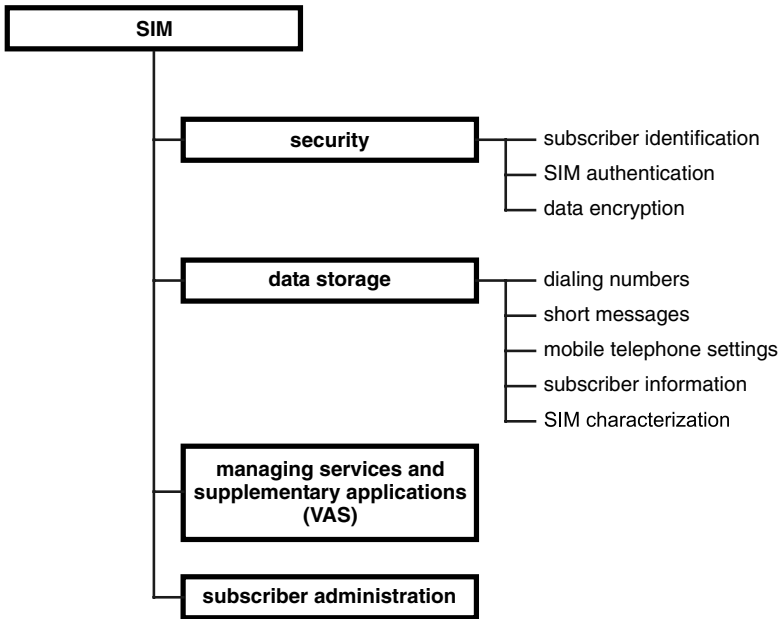 SIM
security
subscriber identification
SIM authentication
data encryption
data storage
dialing numbers
short messages
mobile telephone settings
subscriber information
SIM characterization
managing services and
supplementary applications
(VAS)
subscriber administration